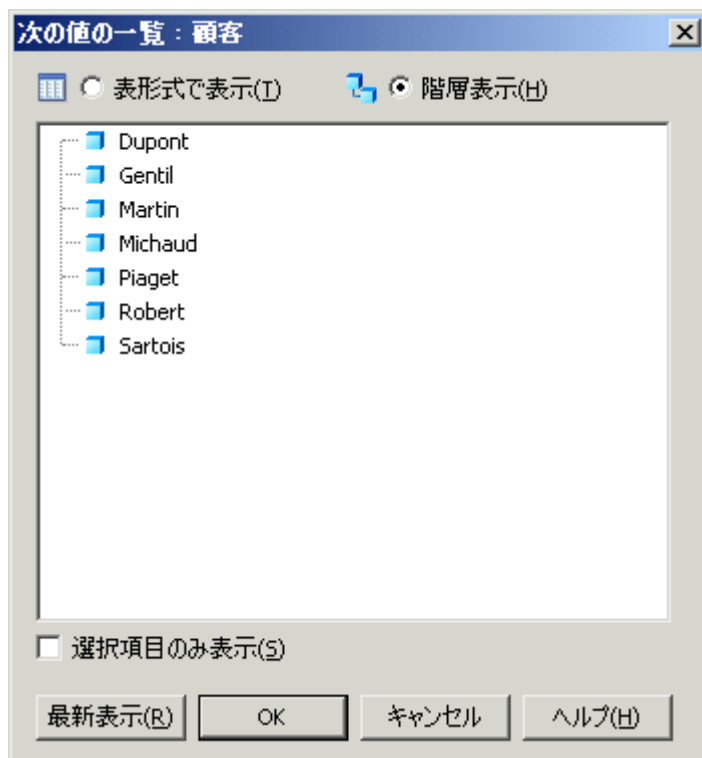 次の値の一覧：顧客
表形式で表示(T) 階層表示(H)
Dupont
Gentil
Martin
Michaud
Piaget
Robert
Sartois
選択項目のみ表示(S)
最新表示(R) OK キャンセル ヘルプ(H)